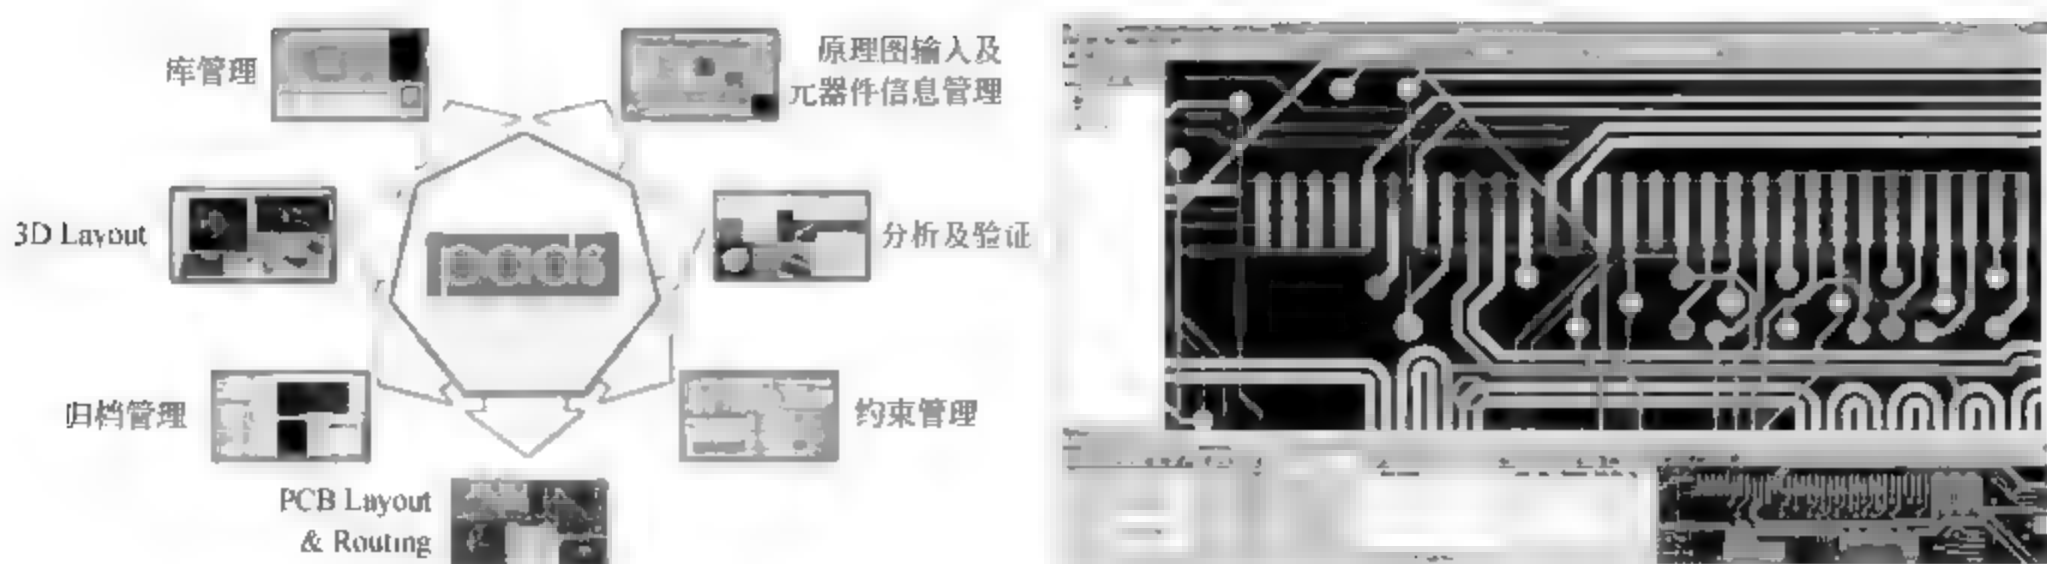 库管理
原理图输入及
元器件信息管理
3D Layout
pads
分析及验证
归档管理
约束管理
PCB Layout
& Routing